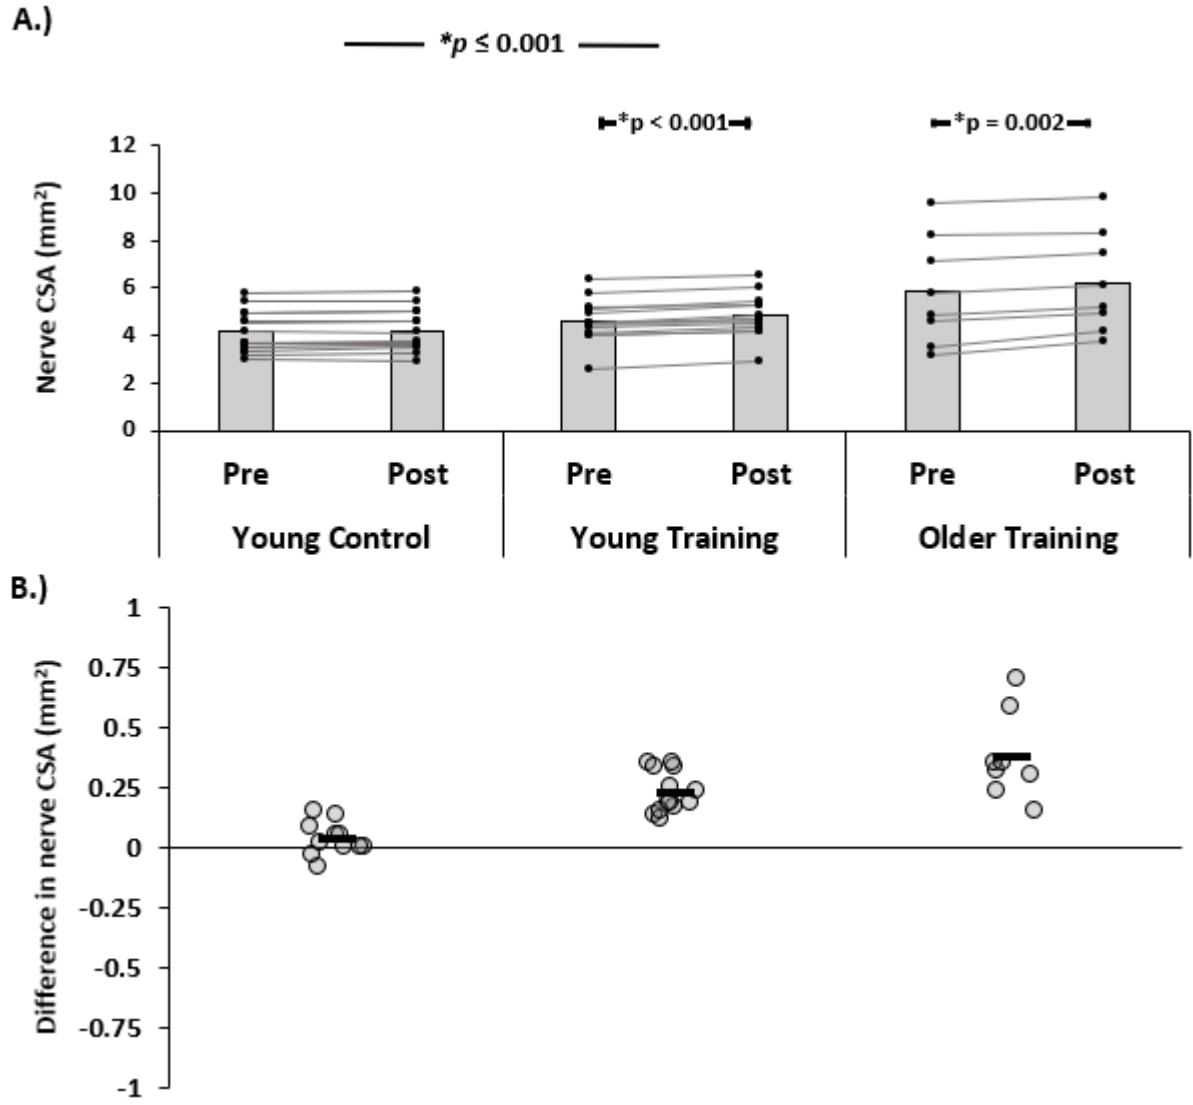 A.)
*p ≤ 0.001
*p < 0.001
*p = 0.002
Nerve CSA (mm²)
12
10
8
6
4
2
0
Pre Post Pre Post Pre Post
Young Control Young Training Older Training
B.)
Difference in nerve CSA (mm²)
1
0.75
0.5
0.25
0
-0.25
-0.5
-0.75
-1